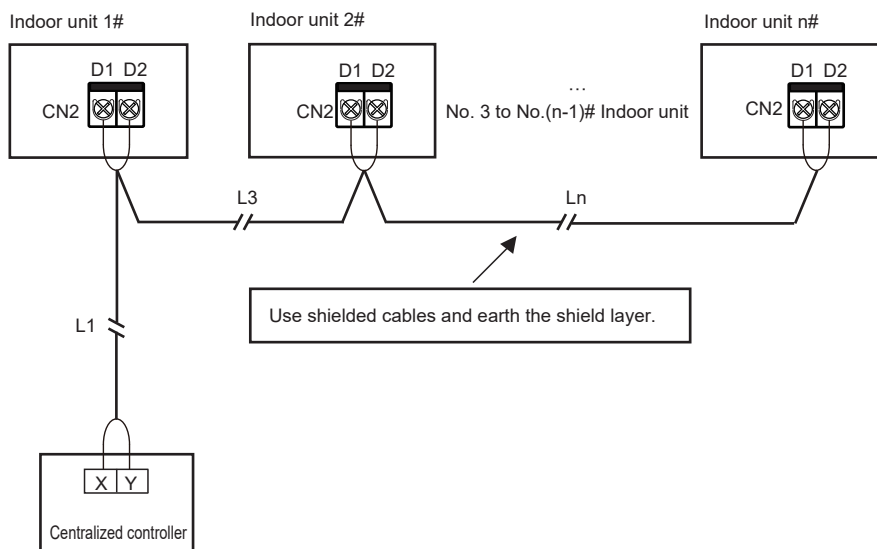 Indoor unit 1#
Indoor unit 2#
Indoor unit n#
D1 D2
CN2
D1 D2
CN2
…
No. 3 to No.(n-1)# Indoor unit
D1 D2
CN2
L3
Ln
L1
Use shielded cables and earth the shield layer.
X Y
Centralized controller